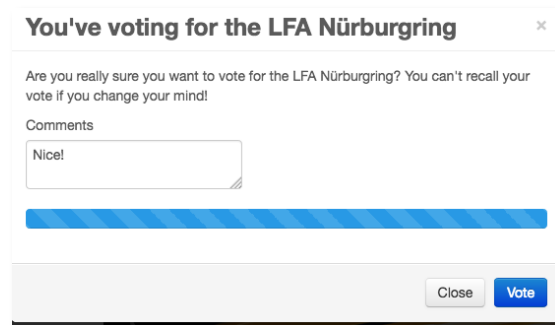 You've voting for the LFA Nürburgring
×
Are you really sure you want to vote for the LFA Nürburgring? You can't recall your
vote if you change your mind!
Comments
Nice!
Close Vote